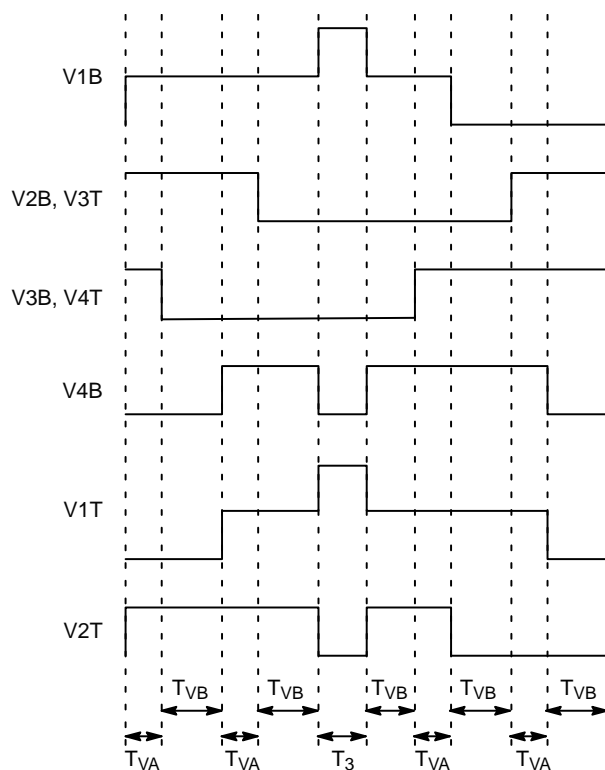 V1B
V2B, V3T
V3B, V4T
V4B
V1T
V2T
TVB TVB TVB TVB TVB
TVA TVA T3 TVA TVA